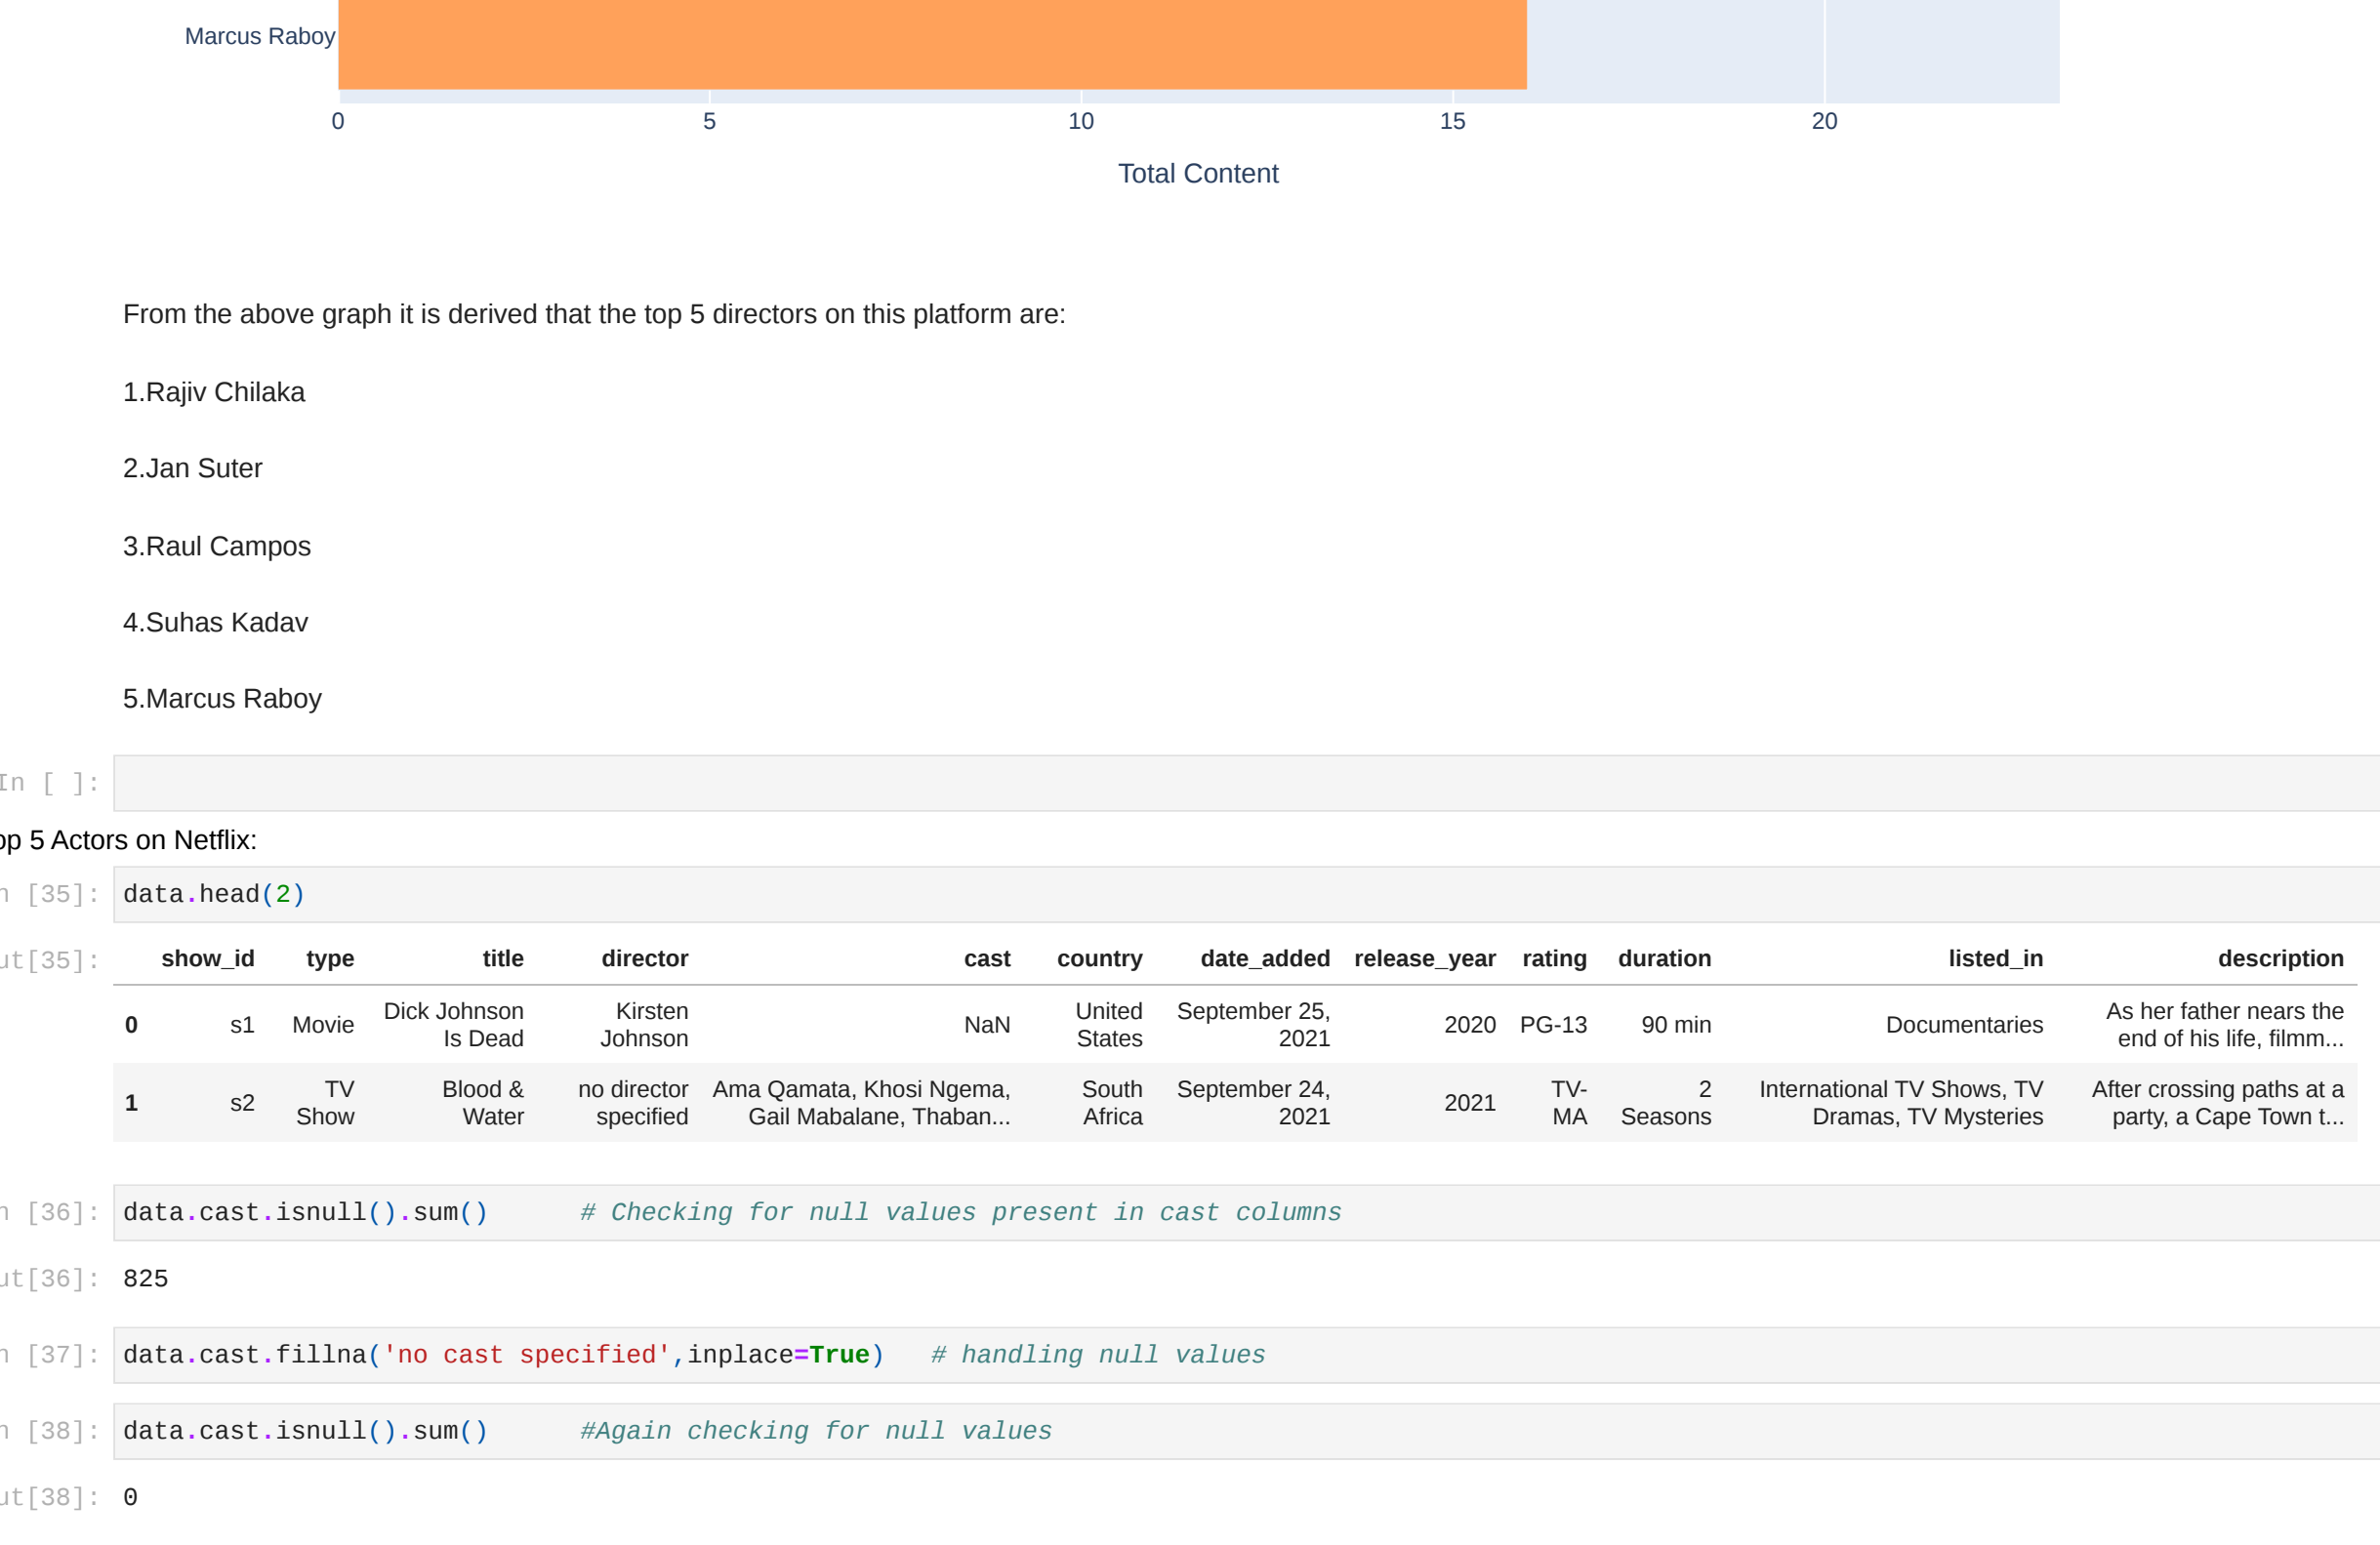 Marcus Raboy
0 5 10 15 20
Total Content
From the above graph it is derived that the top 5 directors on this platform are:
1.Rajiv Chilaka
2.Jan Suter
3.Raul Campos
4.Suhas Kadav
5.Marcus Raboy
In [ ]:
op 5 Actors on Netflix:
n [35]: data.head(2)
ut[35]: show_id type title director cast country date_added release_year rating duration listed_in description
Dick Johnson Kirsten United September 25, As her father nears the
0 s1 Movie NaN 2020 PG-13 90 min Documentaries
Is Dead Johnson States 2021 end of his life, filmm...
TV Blood & no director Ama Qamata, Khosi Ngema, South September 24, TV- 2 International TV Shows, TV After crossing paths at a
1 s2 2021
Show Water specified Gail Mabalane, Thaban... Africa 2021 MA Seasons Dramas, TV Mysteries party, a Cape Town t...
n [36]: data.cast.isnull().sum() # Checking for null values present in cast columns
ut[36]: 825
n [37]: data.cast.fillna('no cast specified',inplace=True) # handling null values
n [38]: data.cast.isnull().sum() #Again checking for null values
ut[38]: 0